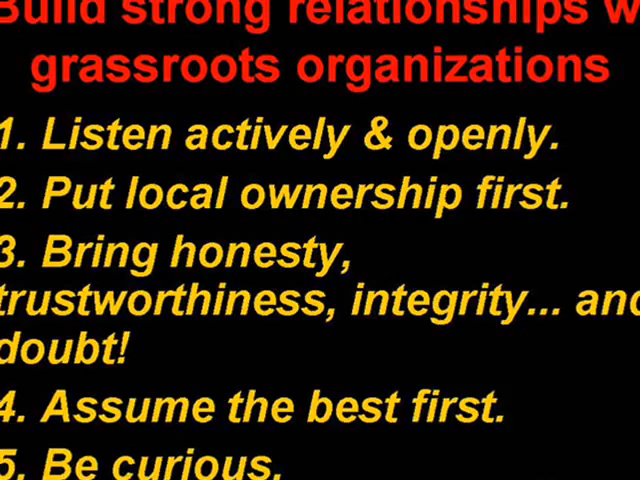 Build strong relationships w
grassroots organizations
1. Listen actively & openly.
2. Put local ownership first.
3. Bring honesty,
trustworthiness, integrity... and
doubt!
4. Assume the best first.
5. Be curious.